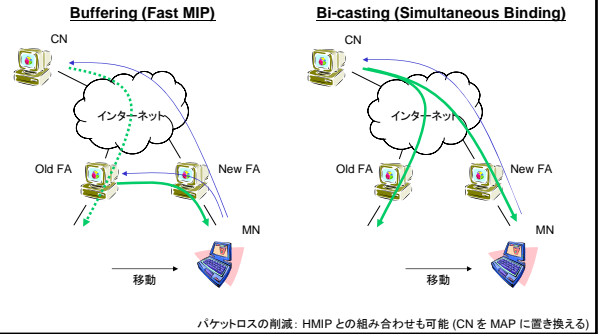 Buffering (Fast MIP)
CN
インターネット
Old FA
New FA
MN
移動
Bi-casting (Simultaneous Binding)
CN
インターネット
Old FA
New FA
MN
移動
パケットロスの削減: HMIP との組み合わせも可能 (CN を MAP に置き換える)